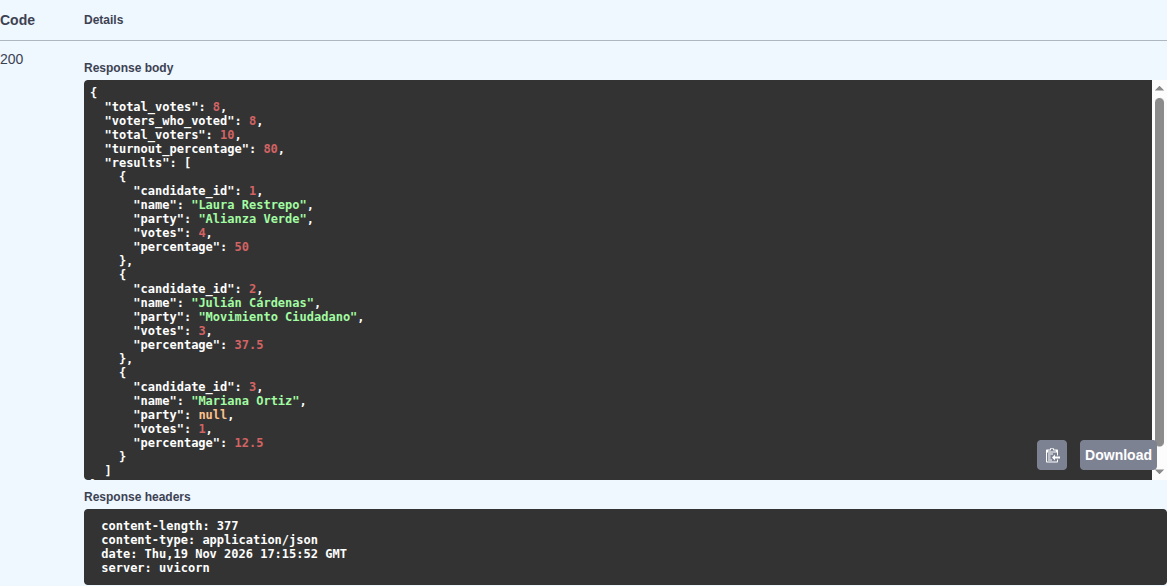 Code Details
200
Response body
{
  "total_votes": 8,
  "voters_who_voted": 8,
  "total_voters": 10,
  "turnout_percentage": 80,
  "results": [
    {
      "candidate_id": 1,
      "name": "Laura Restrepo",
      "party": "Alianza Verde",
      "votes": 4,
      "percentage": 50
    },
    {
      "candidate_id": 2,
      "name": "Julián Cárdenas",
      "party": "Movimiento Ciudadano",
      "votes": 3,
      "percentage": 37.5
    },
    {
      "candidate_id": 3,
      "name": "Mariana Ortiz",
      "party": null,
      "votes": 1,
      "percentage": 12.5
    }
  ]
Download
Response headers
content-length: 377
content-type: application/json
date: Thu,19 Nov 2026 17:15:52 GMT
server: uvicorn